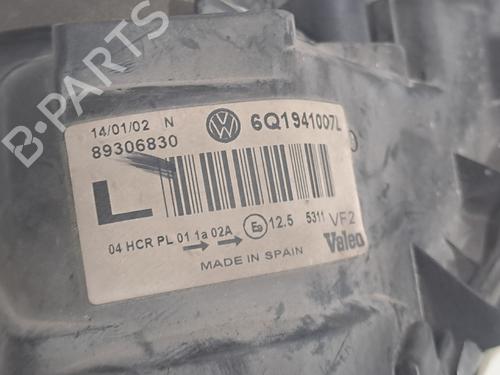 14/01/02 N
6Q1941007L
89306830
L
04 HCR PL 01 1a 02A E9 12.5 5311 VF2
Valeo
MADE IN SPAIN
B-PARTS